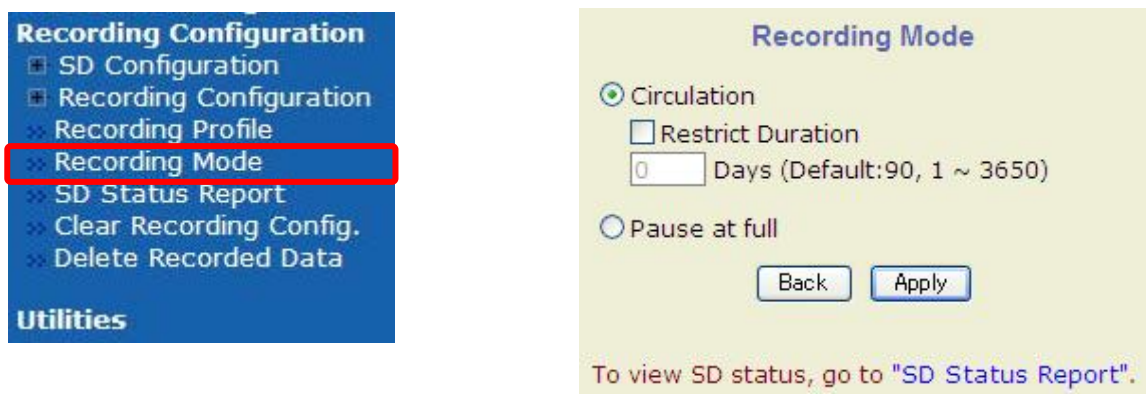 Recording Configuration
SD Configuration
Recording Configuration
Recording Profile
Recording Mode
SD Status Report
Clear Recording Config.
Delete Recorded Data
Utilities
Recording Mode
Circulation
Restrict Duration
0 Days (Default:90, 1 ~ 3650)
Pause at full
Back Apply
To view SD status, go to "SD Status Report".